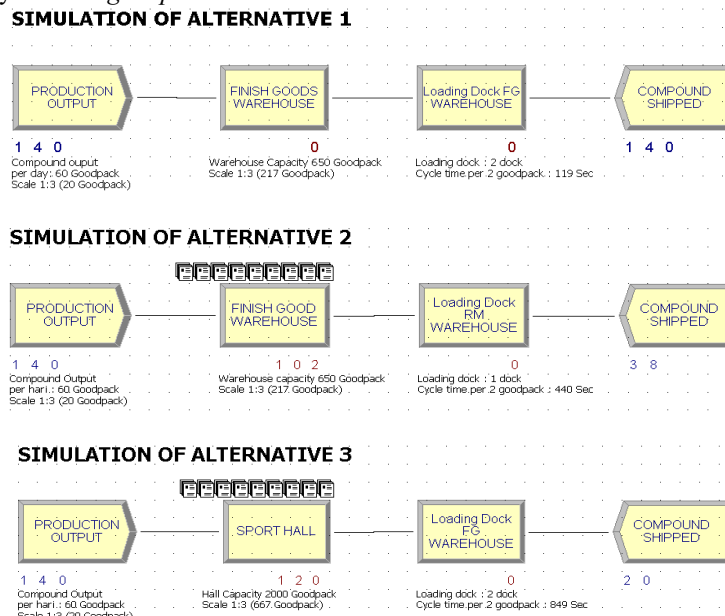 SIMULATION OF ALTERNATIVE 1
PRODUCTION
OUTPUT
FINISH GOODS
WAREHOUSE
Loading Dock FG
WAREHOUSE
COMPOUND
SHIPPED
1 4 0
0
0
1 4 0
Compound ouput
per day: 60 Goodpack
Scale 1:3 (20 Goodpack)
Warehouse Capacity 650 Goodpack
Scale 1:3 (217 Goodpack)
Loading dock : 2 dock
Cycle time per 2 goodpack : 119 Sec
SIMULATION OF ALTERNATIVE 2
PRODUCTION
OUTPUT
FINISH GOOD
WAREHOUSE
Loading Dock
RM
WAREHOUSE
COMPOUND
SHIPPED
1 4 0
1 0 2
0
3 8
Compound Output
per hari : 60 Goodpack
Scale 1:3 (20 Goodpack)
Warehouse capacity 650 Goodpack
Scale 1:3 (217 Goodpack)
Loading dock : 1 dock
Cycle time per 2 goodpack : 440 Sec
SIMULATION OF ALTERNATIVE 3
PRODUCTION
OUTPUT
SPORT HALL
Loading Dock
FG
WAREHOUSE
COMPOUND
SHIPPED
1 4 0
1 2 0
0
2 0
Compound Output
per hari : 60 Goodpack
Scale 1:3 (20 Goodpack)
Hall Capacity 2000 Goodpack
Scale 1:3 (667 Goodpack)
Loading dock : 2 dock
Cycle time per 2 goodpack : 849 Sec